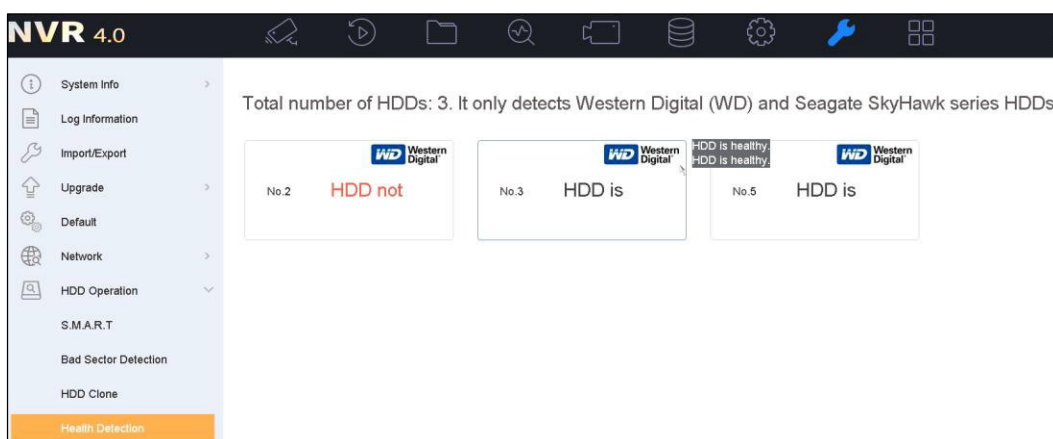 NVR 4.0
System Info
Log Information
Import/Export
Upgrade
Default
Network
HDD Operation
S.M.A.R.T
Bad Sector Detection
HDD Clone
Health Detection
Total number of HDDs: 3. It only detects Western Digital (WD) and Seagate SkyHawk series HDDs
WD Western Digital
No.2 HDD not
WD Western Digital
No.3 HDD is
HDD is healthy.
HDD is healthy.
WD Western Digital
No.5 HDD is